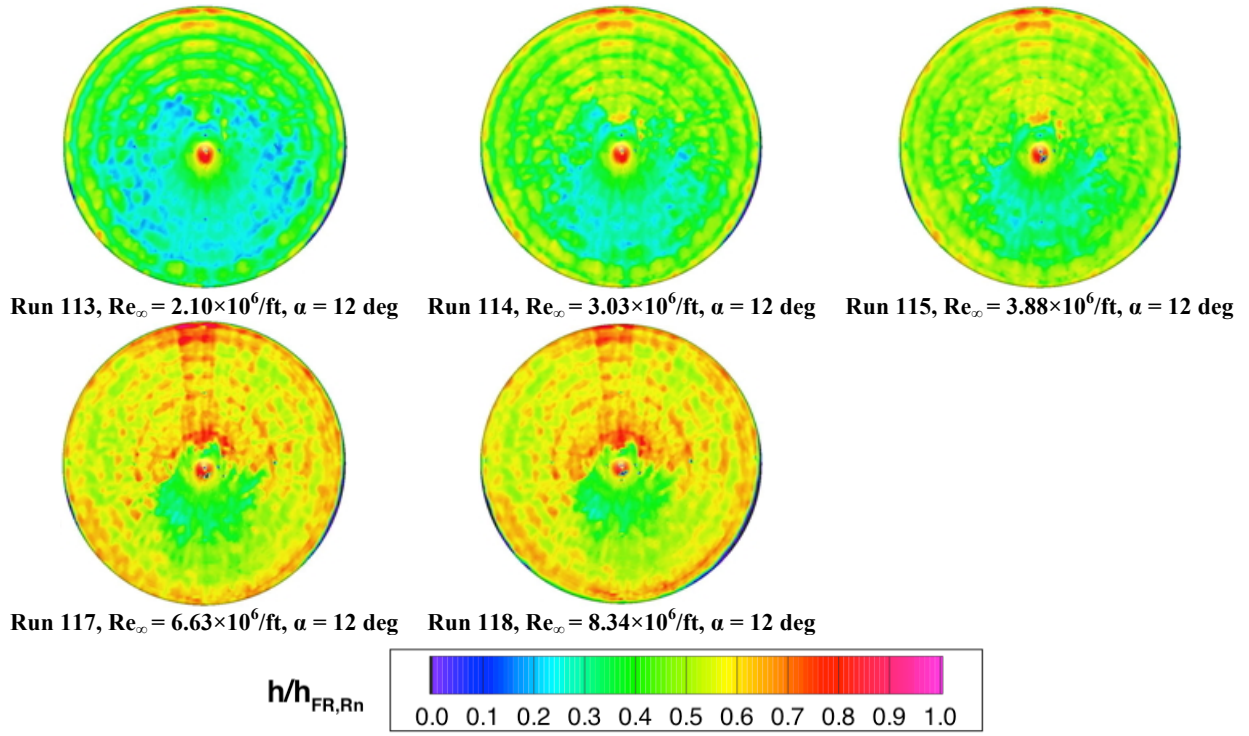 Run 113, Re∞ = 2.10×10⁶/ft, α = 12 deg
Run 114, Re∞ = 3.03×10⁶/ft, α = 12 deg
Run 115, Re∞ = 3.88×10⁶/ft, α = 12 deg
Run 117, Re∞ = 6.63×10⁶/ft, α = 12 deg
Run 118, Re∞ = 8.34×10⁶/ft, α = 12 deg
h/hFR,Rn
0.0 0.1 0.2 0.3 0.4 0.5 0.6 0.7 0.8 0.9 1.0